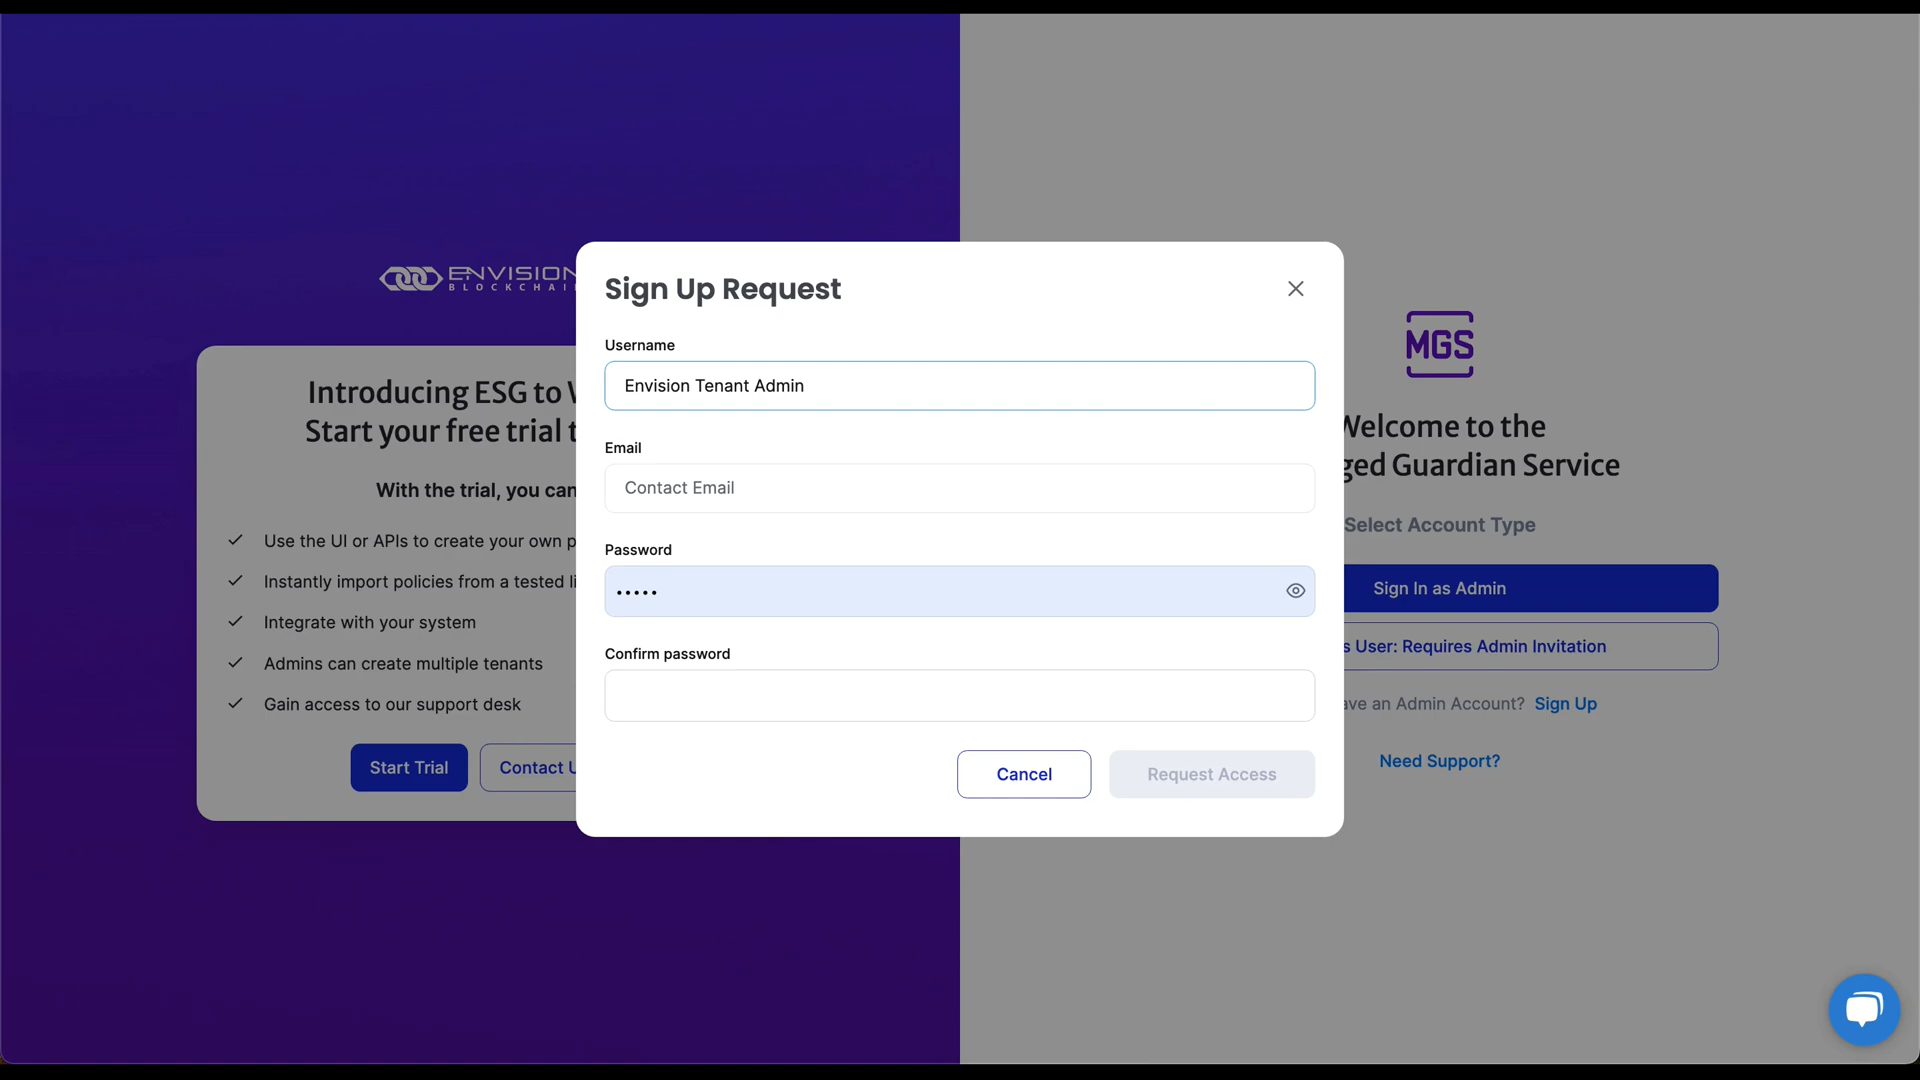 ENVISION
BLOCKCHAI
Introducing ESG to
Start your free trial
With the trial, you can
Use the UI or APIs to create your own
Instantly import policies from a tested
Integrate with your system
Admins can create multiple tenants
Gain access to our support desk
Start Trial
Contact U
Sign Up Request
Username
Envision Tenant Admin
Email
Contact Email
Password
•••••
Confirm password
Cancel
Request Access
MGS
Welcome to the
ged Guardian Service
Select Account Type
Sign In as Admin
s User: Requires Admin Invitation
ave an Admin Account? Sign Up
Need Support?